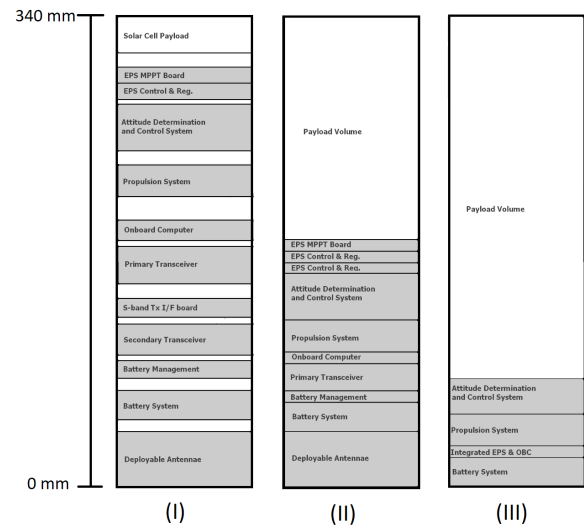 340 mm
0 mm
Solar Cell Payload
EPS MPPT Board
EPS Control & Reg.
Attitude Determination
and Control System
Propulsion System
Onboard Computer
Primary Transceiver
S-band Tx I/F board
Secondary Transceiver
Battery Management
Battery System
Deployable Antennae
(I)
Payload Volume
EPS MPPT Board
EPS Control & Reg.
EPS Control & Reg.
Attitude Determination
and Control System
Propulsion System
Onboard Computer
Primary Transceiver
Battery Management
Battery System
Deployable Antennae
(II)
Payload Volume
Attitude Determination
and Control System
Propulsion System
Integrated EPS & OBC
Battery System
(III)